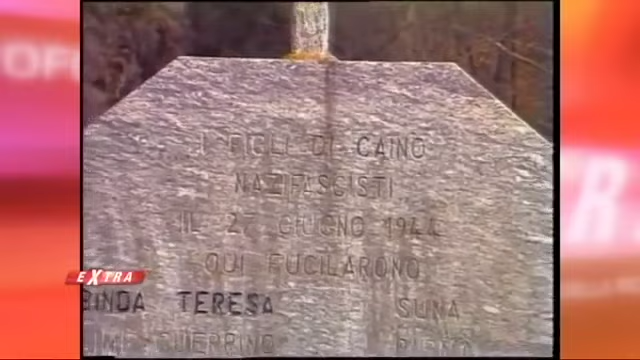 I FIGLI DI CAINO
NAZIFASCISTI
IL 27 GIUGNO 1944
QUI FUCILARONO
BINDA TERESA SUNA
GUERRINO
EXTRA